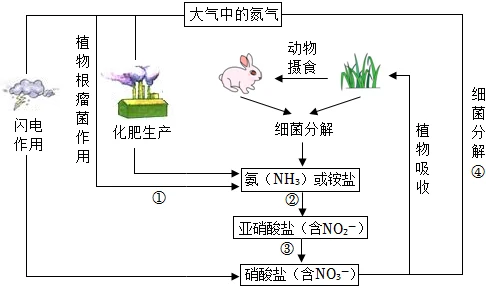 大气中的氮气
闪电
作用
植物根瘤菌作用
化肥生产
动物
摄食
细菌分解
植物吸收
细菌分解④
①
氨（NH₃）或铵盐
②
亚硝酸盐（含NO₂⁻）
③
硝酸盐（含NO₃⁻）